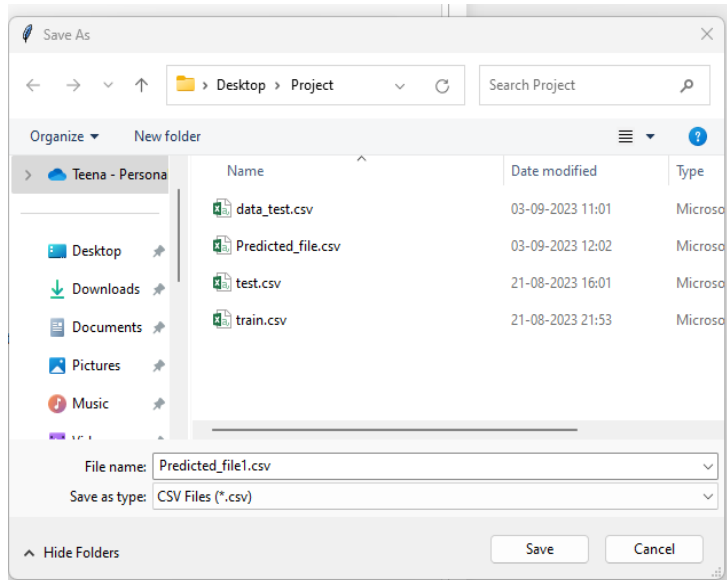 Save As
Desktop > Project
Search Project
Organize
New folder
Teena - Persona
Name
Date modified
Type
data_test.csv
03-09-2023 11:01
Microso
Predicted_file.csv
03-09-2023 12:02
Microso
test.csv
21-08-2023 16:01
Microso
train.csv
21-08-2023 21:53
Microso
Desktop
Downloads
Documents
Pictures
Music
File name: Predicted_file1.csv
Save as type: CSV Files (*.csv)
Hide Folders
Save
Cancel